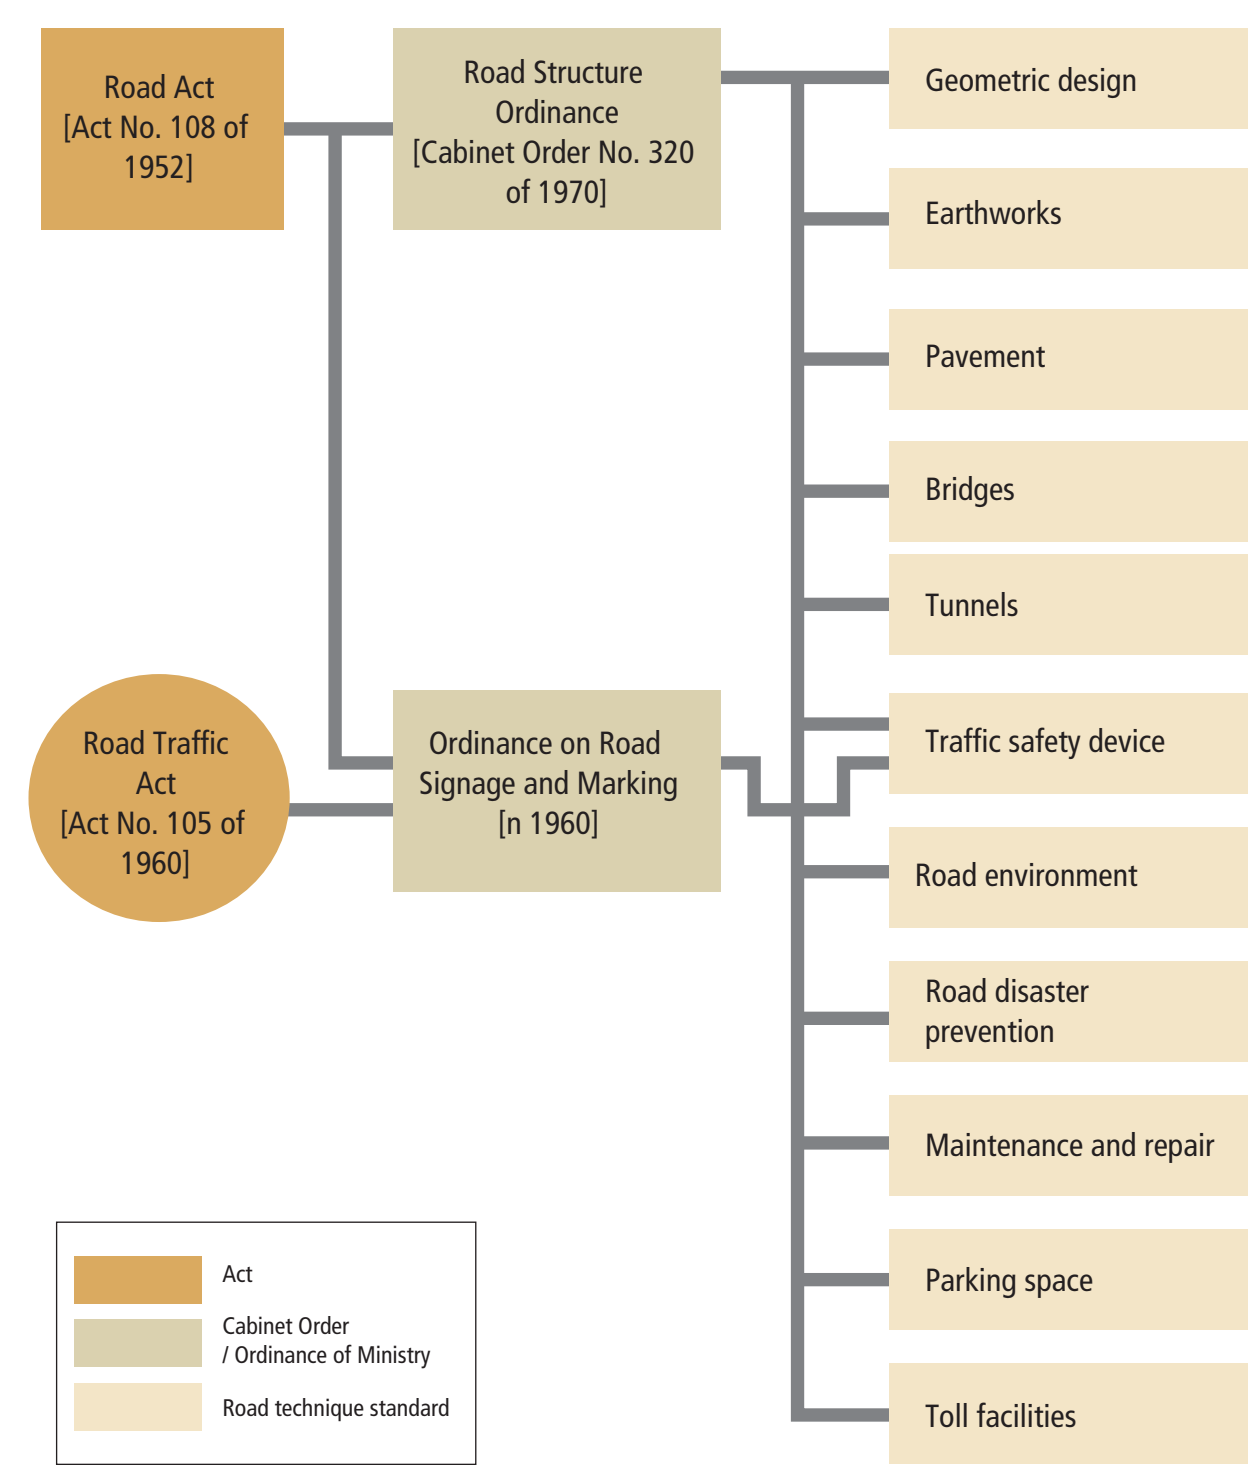 Road Act
[Act No. 108 of
1952]
Road Structure
Ordinance
[Cabinet Order No. 320
of 1970]
Geometric design
Earthworks
Pavement
Bridges
Tunnels
Road Traffic
Act
[Act No. 105 of
1960]
Ordinance on Road
Signage and Marking
[n 1960]
Traffic safety device
Road environment
Road disaster
prevention
Maintenance and repair
Parking space
Toll facilities
Act
Cabinet Order
/ Ordinance of Ministry
Road technique standard